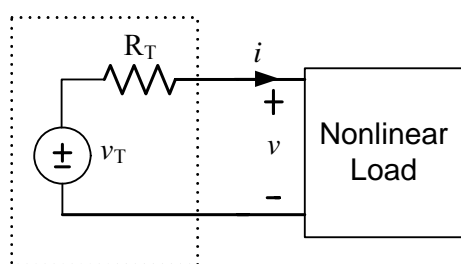 R_T
i
+
± v_T
v
Nonlinear
Load
-